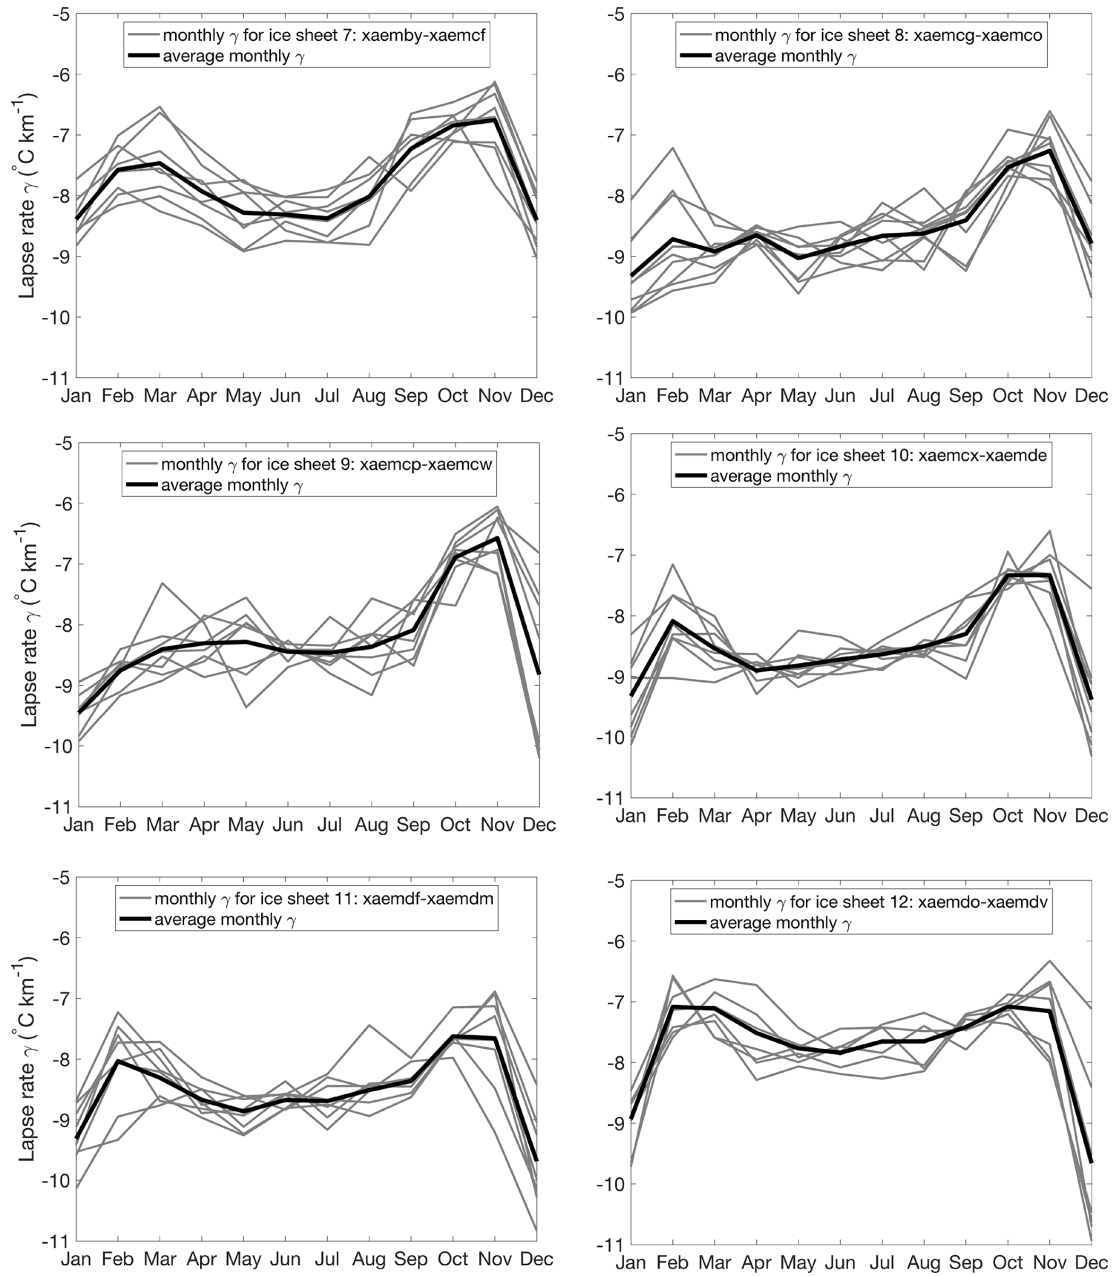 -5
-6
-7
-8
-9
-10
-11
Lapse rate γ (°C km⁻¹)
monthly γ for ice sheet 7: xaemby-xaemcf
average monthly γ
Jan Feb Mar Apr May Jun Jul Aug Sep Oct Nov Dec
-5
-6
-7
-8
-9
-10
-11
monthly γ for ice sheet 8: xaemcg-xaemco
average monthly γ
Jan Feb Mar Apr May Jun Jul Aug Sep Oct Nov Dec
-5
-6
-7
-8
-9
-10
-11
Lapse rate γ (°C km⁻¹)
monthly γ for ice sheet 9: xaemcp-xaemcw
average monthly γ
Jan Feb Mar Apr May Jun Jul Aug Sep Oct Nov Dec
-5
-6
-7
-8
-9
-10
-11
monthly γ for ice sheet 10: xaemcx-xaemde
average monthly γ
Jan Feb Mar Apr May Jun Jul Aug Sep Oct Nov Dec
-5
-6
-7
-8
-9
-10
-11
Lapse rate γ (°C km⁻¹)
monthly γ for ice sheet 11: xaemdf-xaemdm
average monthly γ
Jan Feb Mar Apr May Jun Jul Aug Sep Oct Nov Dec
-5
-6
-7
-8
-9
-10
-11
monthly γ for ice sheet 12: xaemdo-xaemdv
average monthly γ
Jan Feb Mar Apr May Jun Jul Aug Sep Oct Nov Dec